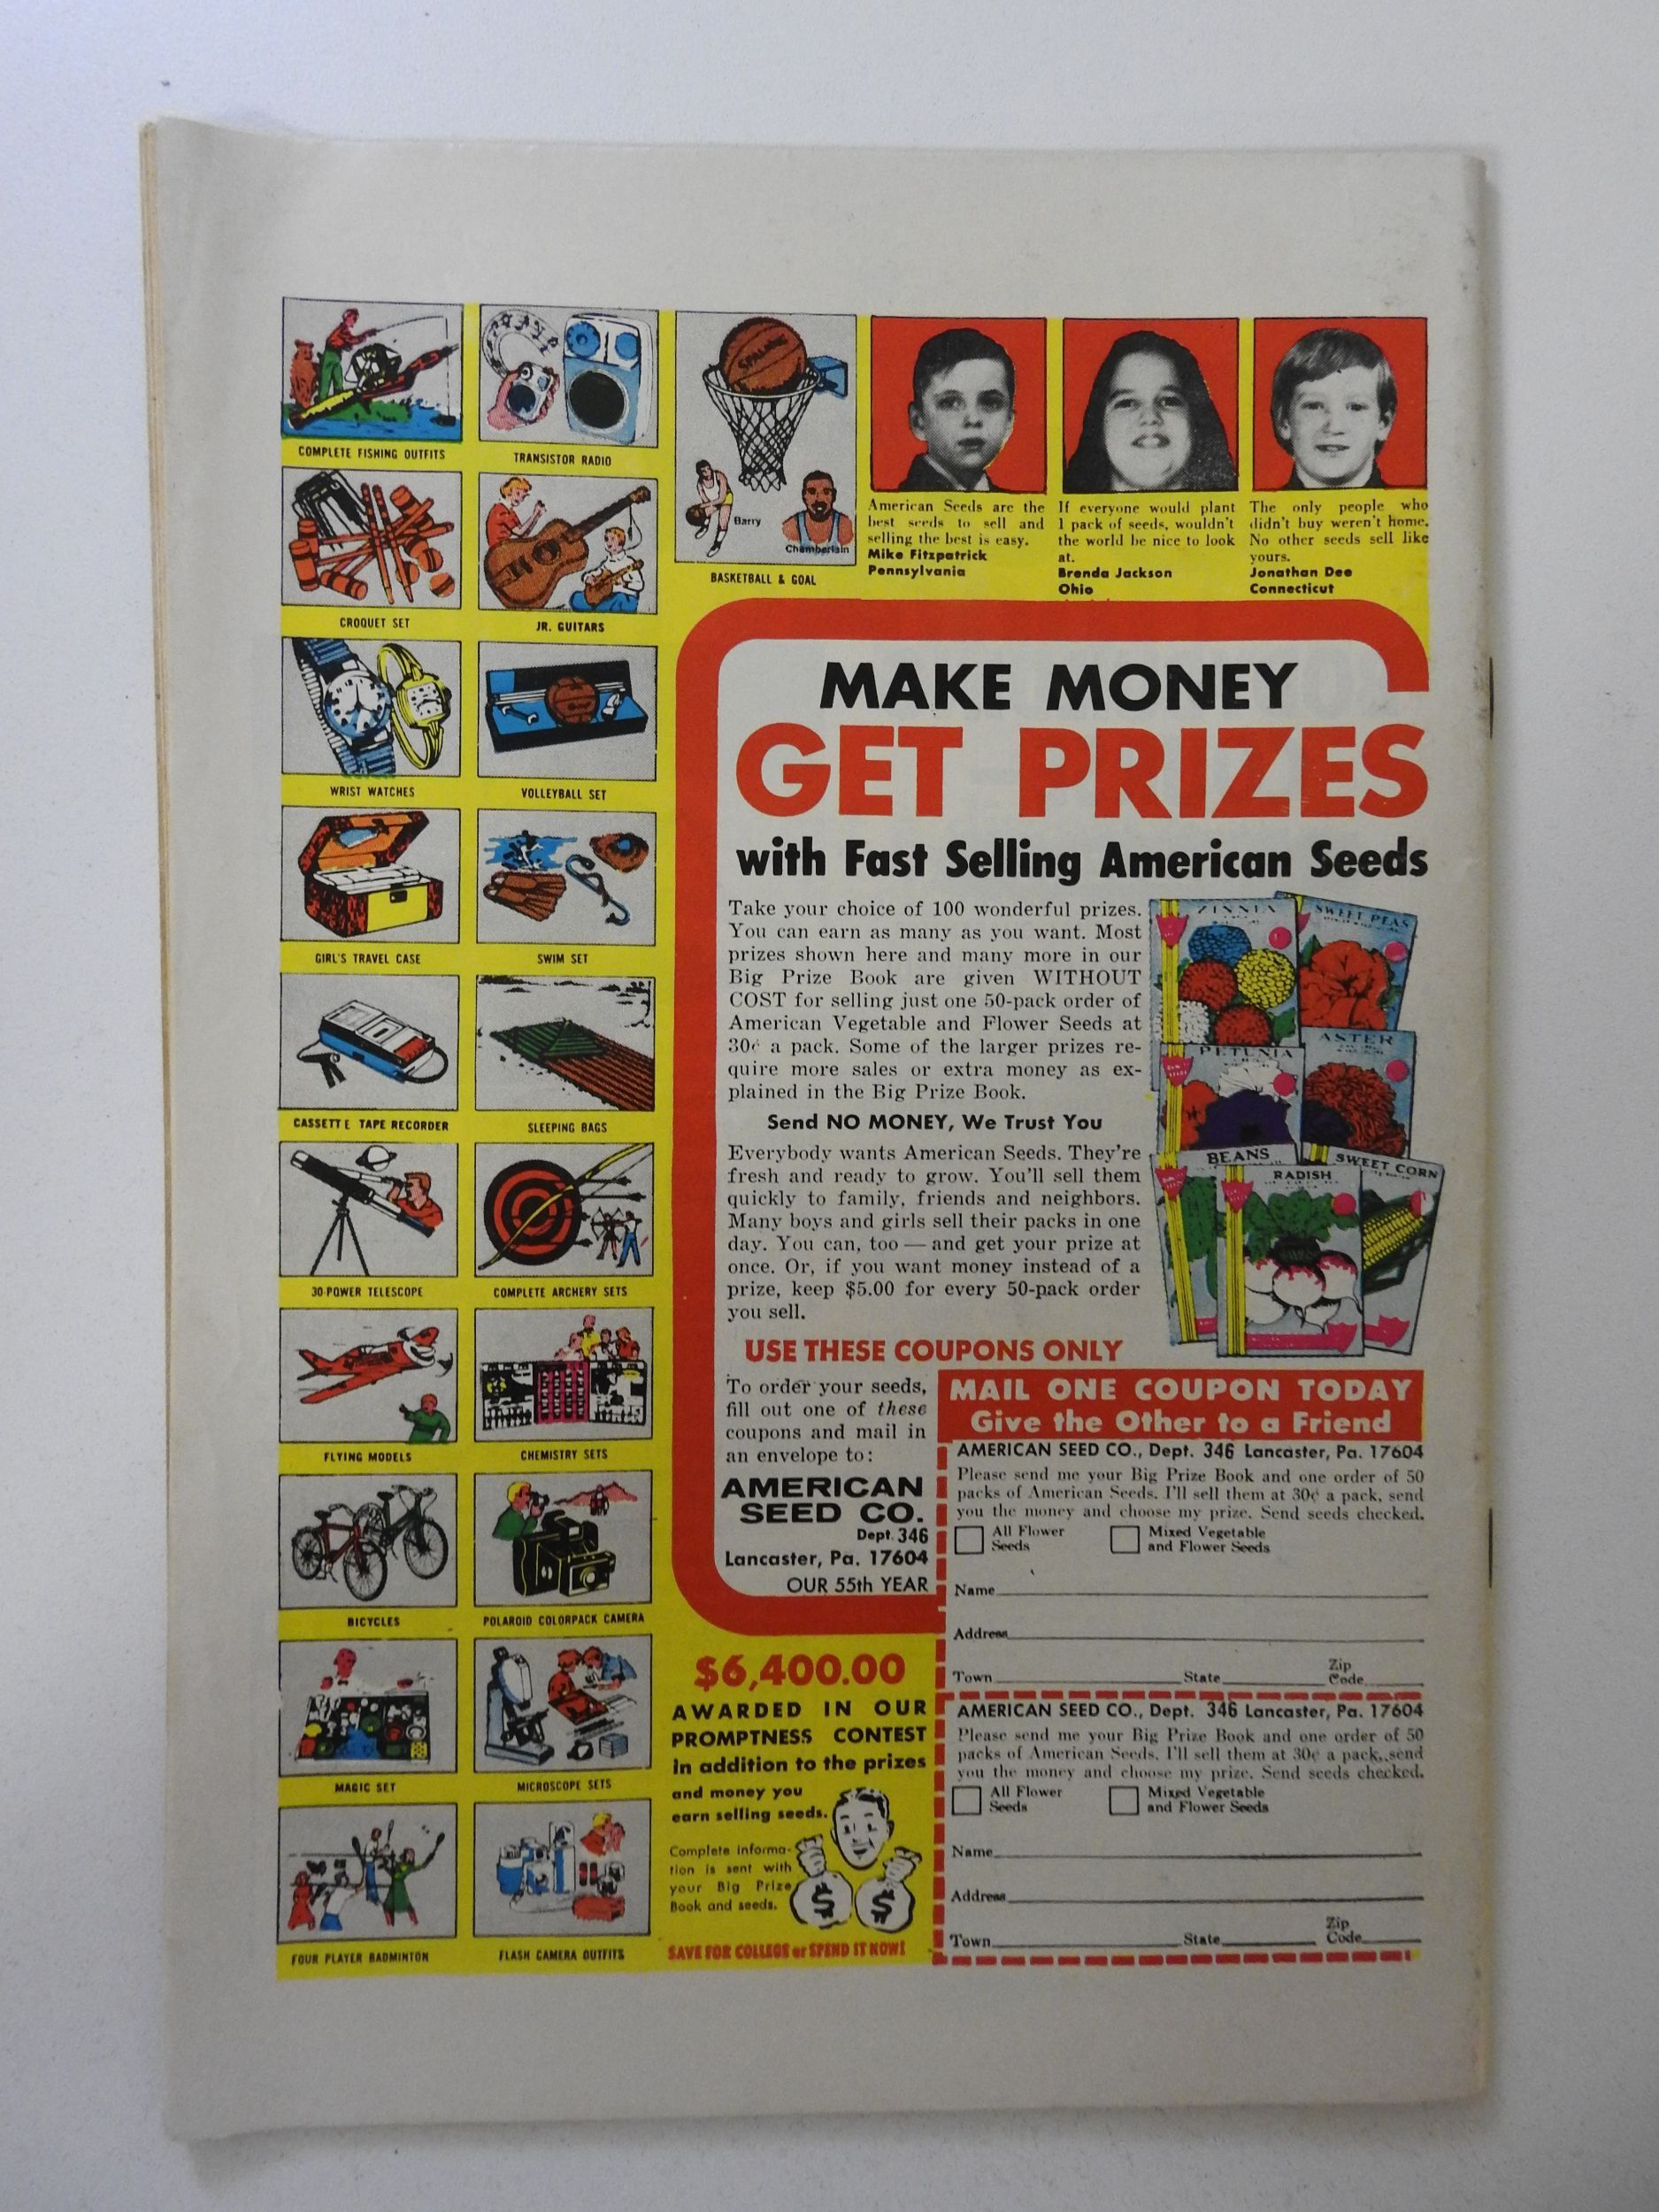 COMPLETE FISHING OUTFITS
TRANSISTOR RADIO
SPALDING
Barry
Chamberlain
BASKETBALL & GOAL
American Seeds are the
best seeds to sell and
selling the best is easy.
Mike Fitzpatrick
Pennsylvania
If everyone would plant
1 pack of seeds, wouldn't
the world be nice to look
at.
Brenda Jackson
Ohio
The only people who
didn't buy weren't home.
No other seeds sell like
yours.
Jonathan Dee
Connecticut
CROQUET SET
JR. GUITARS
WRIST WATCHES
VOLLEYBALL SET
GIRL'S TRAVEL CASE
SWIM SET
CASSETTE TAPE RECORDER
SLEEPING BAGS
30-POWER TELESCOPE
COMPLETE ARCHERY SETS
FLYING MODELS
CHEMISTRY SETS
BICYCLES
POLAROID COLORPACK CAMERA
MAGIC SET
MICROSCOPE SETS
FOUR PLAYER BADMINTON
FLASH CAMERA OUTFITS
MAKE MONEY
GET PRIZES
with Fast Selling American Seeds
Take your choice of 100 wonderful prizes.
You can earn as many as you want. Most
prizes shown here and many more in our
Big Prize Book are given WITHOUT
COST for selling just one 50-pack order of
American Vegetable and Flower Seeds at
30¢ a pack. Some of the larger prizes re-
quire more sales or extra money as ex-
plained in the Big Prize Book.
Send NO MONEY, We Trust You
Everybody wants American Seeds. They're
fresh and ready to grow. You'll sell them
quickly to family, friends and neighbors.
Many boys and girls sell their packs in one
day. You can, too — and get your prize at
once. Or, if you want money instead of a
prize, keep $5.00 for every 50-pack order
you sell.
ZINNIA
SWEET PEAS
PETUNIA
ASTER
BEANS
RADISH
SWEET CORN
USE THESE COUPONS ONLY
To order your seeds,
fill out one of these
coupons and mail in
an envelope to:
AMERICAN
SEED CO.
Dept. 346
Lancaster, Pa. 17604
OUR 55th YEAR
MAIL ONE COUPON TODAY
Give the Other to a Friend
AMERICAN SEED CO., Dept. 346 Lancaster, Pa. 17604
Please send me your Big Prize Book and one order of 50
packs of American Seeds. I'll sell them at 30¢ a pack, send
you the money and choose my prize. Send seeds checked.
All Flower
Seeds
Mixed Vegetable
and Flower Seeds
Name
Address
Town State Zip
Code
AMERICAN SEED CO., Dept. 346 Lancaster, Pa. 17604
Please send me your Big Prize Book and one order of 50
packs of American Seeds. I'll sell them at 30¢ a pack, send
you the money and choose my prize. Send seeds checked.
All Flower
Seeds
Mixed Vegetable
and Flower Seeds
Name
Address
Town State Zip
Code
$6,400.00
AWARDED IN OUR
PROMPTNESS CONTEST
in addition to the prizes
and money you
earn selling seeds.
Complete informa-
tion is sent with
your Big Prize
Book and seeds.
$ $
SAVE FOR COLLEGE or SPEND IT NOW!